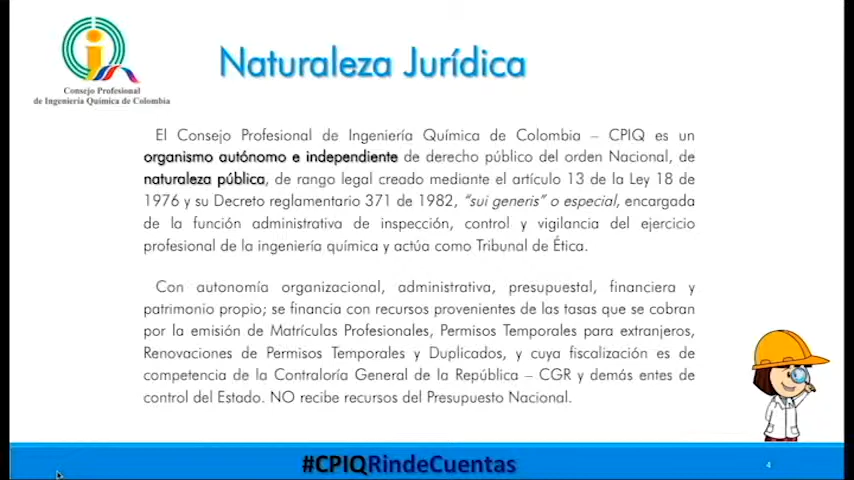 Consejo Profesional
de Ingeniería Química de Colombia
Naturaleza Jurídica
El Consejo Profesional de Ingeniería Química de Colombia – CPIQ es un
organismo autónomo e independiente de derecho público del orden Nacional, de
naturaleza pública, de rango legal creado mediante el artículo 13 de la Ley 18 de
1976 y su Decreto reglamentario 371 de 1982, “sui generis” o especial, encargada
de la función administrativa de inspección, control y vigilancia del ejercicio
profesional de la ingeniería química y actúa como Tribunal de Ética.
Con autonomía organizacional, administrativa, presupuestal, financiera y
patrimonio propio; se financia con recursos provenientes de las tasas que se cobran
por la emisión de Matrículas Profesionales, Permisos Temporales para extranjeros,
Renovaciones de Permisos Temporales y Duplicados, y cuya fiscalización es de
competencia de la Contraloría General de la República – CGR y demás entes de
control del Estado. NO recibe recursos del Presupuesto Nacional.
#CPIQRindeCuentas
4